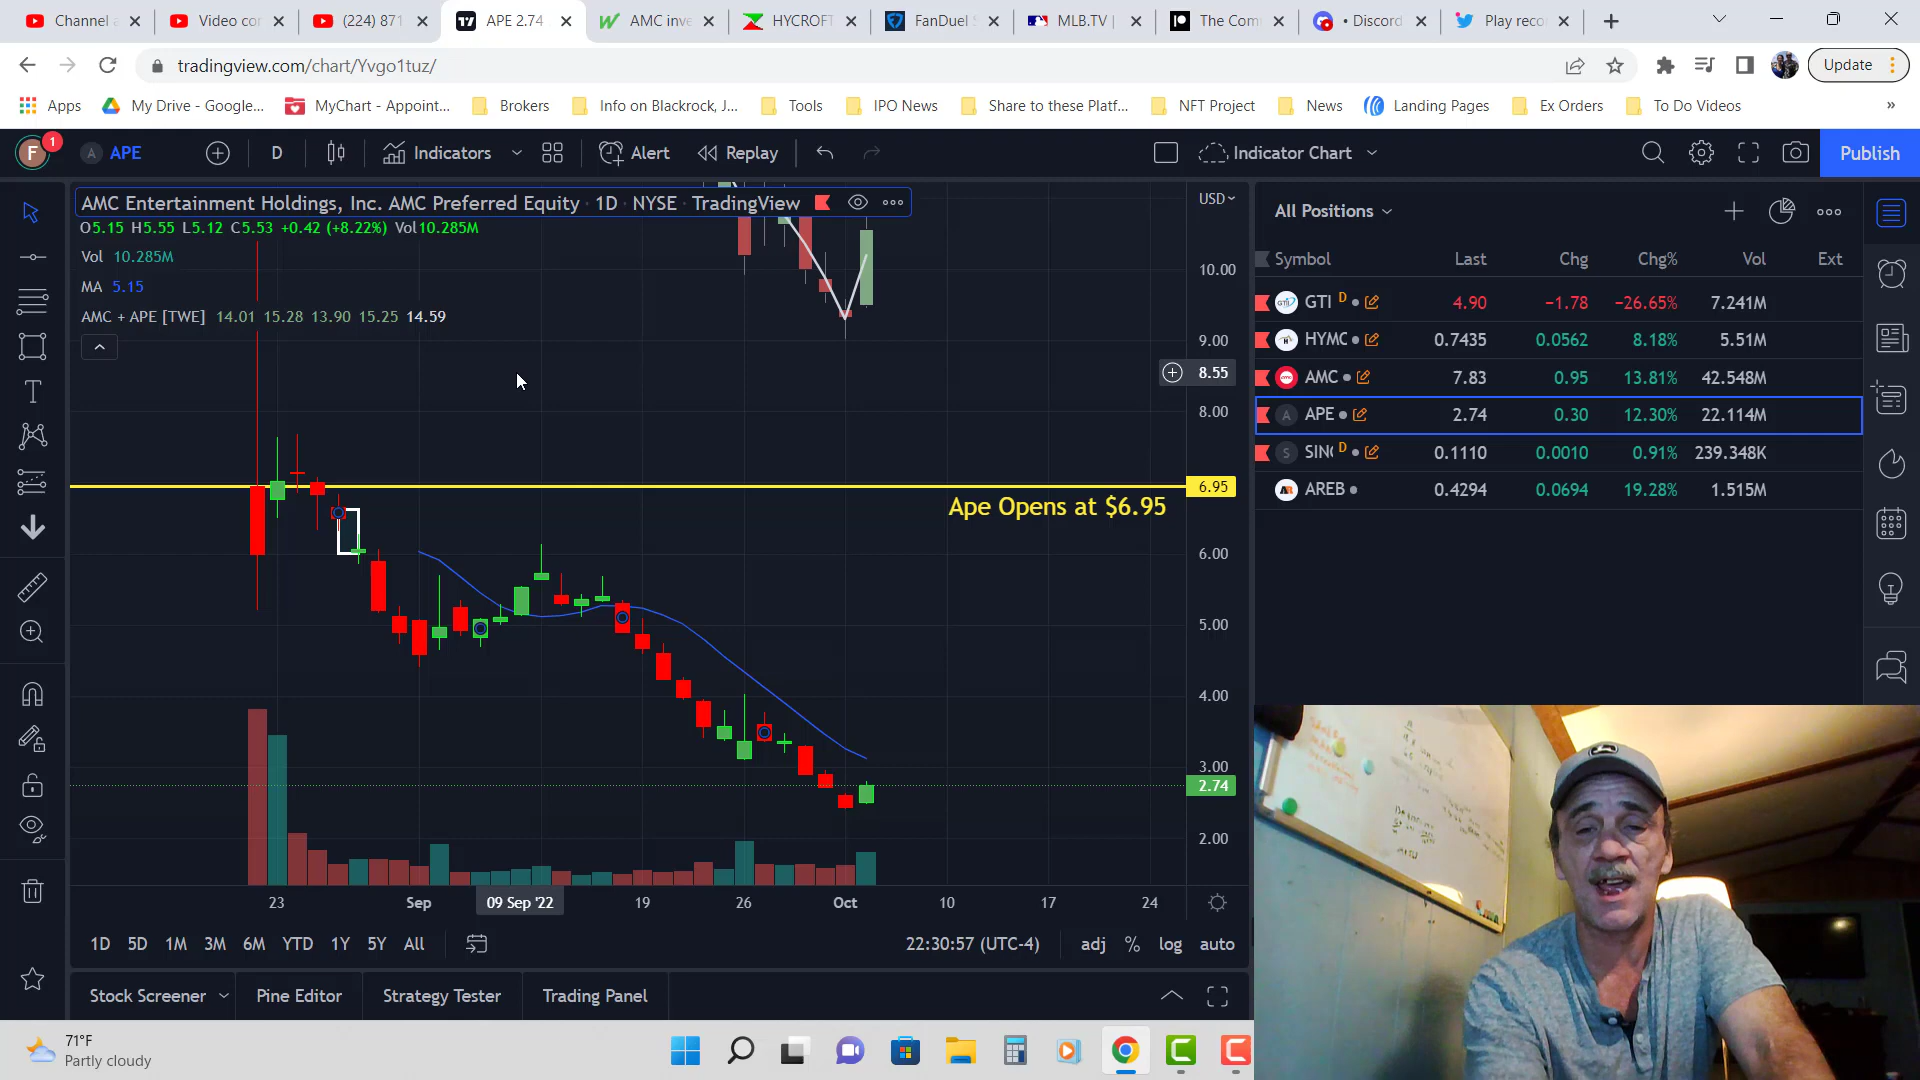 Channel a
Video co
(224) 871
APE 2.74
AMC inve
HYCROFT
FanDuel S
MLB.TV |
The Com
• Discord
Play reco
tradingview.com/chart/Yvgo1tuz/
Update
Apps
My Drive - Google...
MyChart - Appoint...
Brokers
Info on Blackrock, J...
Tools
IPO News
Share to these Platf...
NFT Project
News
Landing Pages
Ex Orders
To Do Videos
»
F
1
A APE
D
Indicators
Alert
Replay
Indicator Chart
Publish
AMC Entertainment Holdings, Inc. AMC Preferred Equity · 1D · NYSE · TradingView
O5.15 H5.55 L5.12 C5.53 +0.42 (+8.22%) Vol10.285M
Vol 10.285M
MA 5.15
AMC + APE [TWE] 14.01 15.28 13.90 15.25 14.59
USD
10.00
9.00
8.55
8.00
6.95
Ape Opens at $6.95
6.00
5.00
4.00
3.00
2.74
2.00
23
Sep
09 Sep '22
19
26
Oct
10
17
24
1D 5D 1M 3M 6M YTD 1Y 5Y All
22:30:57 (UTC-4)
adj % log auto
Stock Screener
Pine Editor
Strategy Tester
Trading Panel
All Positions
Symbol Last Chg Chg% Vol Ext
GTI D 4.90 −1.78 −26.65% 7.241M
HYMC 0.7435 0.0562 8.18% 5.51M
AMC 7.83 0.95 13.81% 42.548M
A APE 2.74 0.30 12.30% 22.114M
S SIN D 0.1110 0.0010 0.91% 239.348K
AREB 0.4294 0.0694 19.28% 1.515M
71°F
Partly cloudy